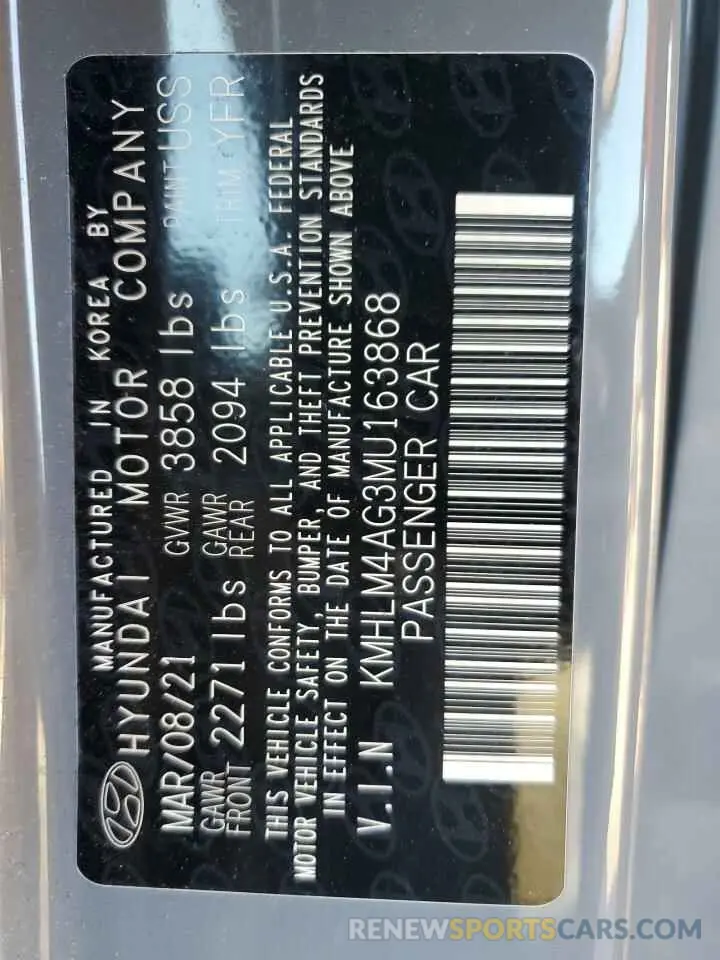 MANUFACTURED IN KOREA BY
HYUNDAI MOTOR COMPANY
MAR/08/21 GVWR 3858 lbs PAINT USS
GAWR FRONT 2271 lbs GAWR REAR 2094 lbs TRIM YFR
THIS VEHICLE CONFORMS TO ALL APPLICABLE U.S.A. FEDERAL
MOTOR VEHICLE SAFETY, BUMPER, AND THEFT PREVENTION STANDARDS
IN EFFECT ON THE DATE OF MANUFACTURE SHOWN ABOVE
V.I.N KMHLM4AG3MU163868
PASSENGER CAR
RENEWSPORTSCARS.COM